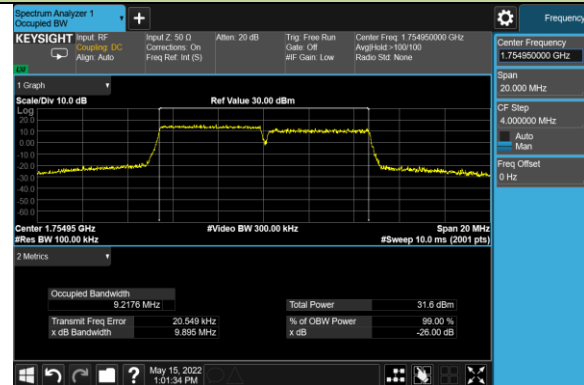 Spectrum Analyzer 1
Occupied BW
Frequency
KEYSIGHT
Input: RF
Coupling: DC
Align: Auto
Input Z: 50 Ω
Corrections: On
Freq Ref: Int (S)
Atten: 20 dB
Trig: Free Run
Gate: Off
#IF Gain: Low
Center Freq: 1.754950000 GHz
Avg|Hold:>100/100
Radio Std: None
LXI
Center Frequency
1.754950000 GHz
Span
20.000 MHz
CF Step
4.000000 MHz
Auto
Man
Freq Offset
0 Hz
1 Graph
Scale/Div 10.0 dB
Ref Value 30.00 dBm
Log
20.0
10.0
0.00
-10.0
-20.0
-30.0
-40.0
-50.0
-60.0
Center 1.75495 GHz
#Video BW 300.00 kHz
Span 20 MHz
#Res BW 100.00 kHz
#Sweep 10.0 ms (2001 pts)
2 Metrics
Occupied Bandwidth
9.2176 MHz
Total Power
31.6 dBm
Transmit Freq Error
20.549 kHz
% of OBW Power
99.00 %
x dB Bandwidth
9.895 MHz
x dB
-26.00 dB
?
May 15, 2022
1:01:34 PM